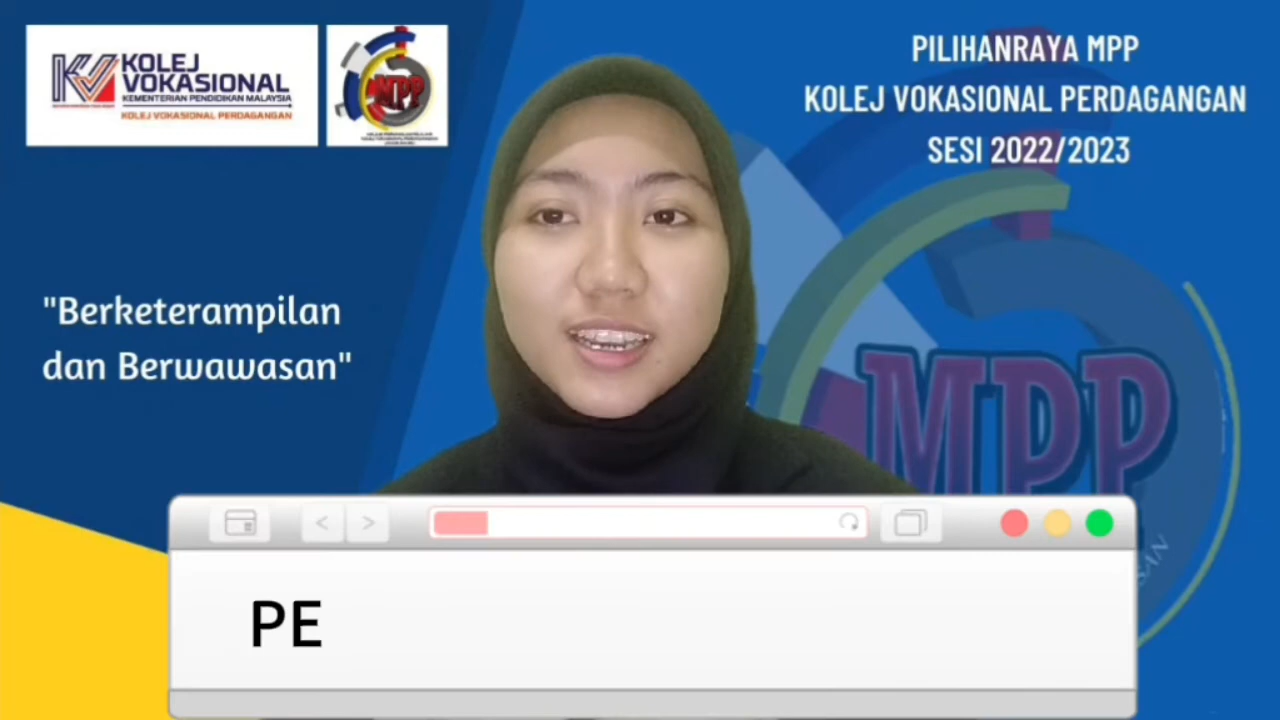 KOLEJ
VOKASIONAL
KEMENTERIAN PENDIDIKAN MALAYSIA
KOLEJ VOKASIONAL PERDAGANGAN
MPP
PILIHANRAYA MPP
KOLEJ VOKASIONAL PERDAGANGAN
SESI 2022/2023
"Berketerampilan
dan Berwawasan"
MPP
PE